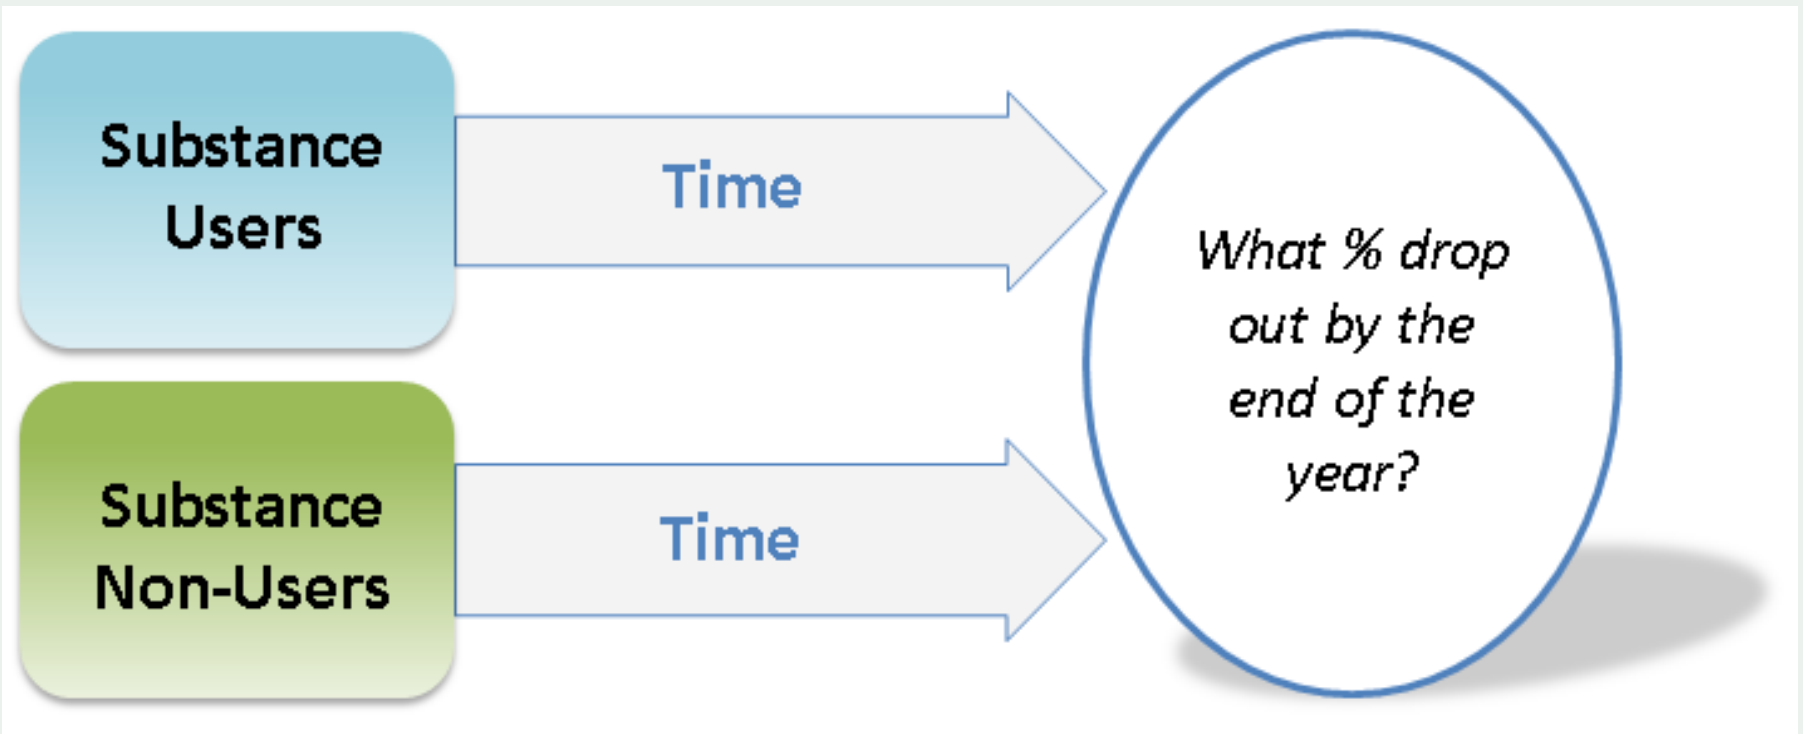 Substance
Users
Time
What % drop
out by the
end of the
year?
Substance
Non-Users
Time